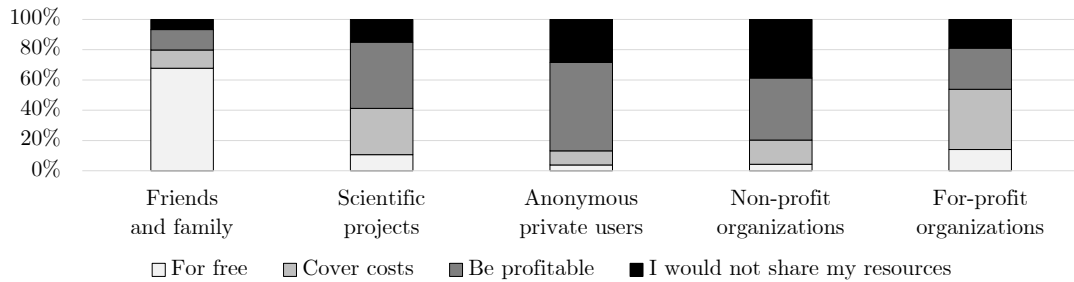 100%
80%
60%
40%
20%
0%
Friends
and family
Scientific
projects
Anonymous
private users
Non-profit
organizations
For-profit
organizations
For free
Cover costs
Be profitable
I would not share my resources